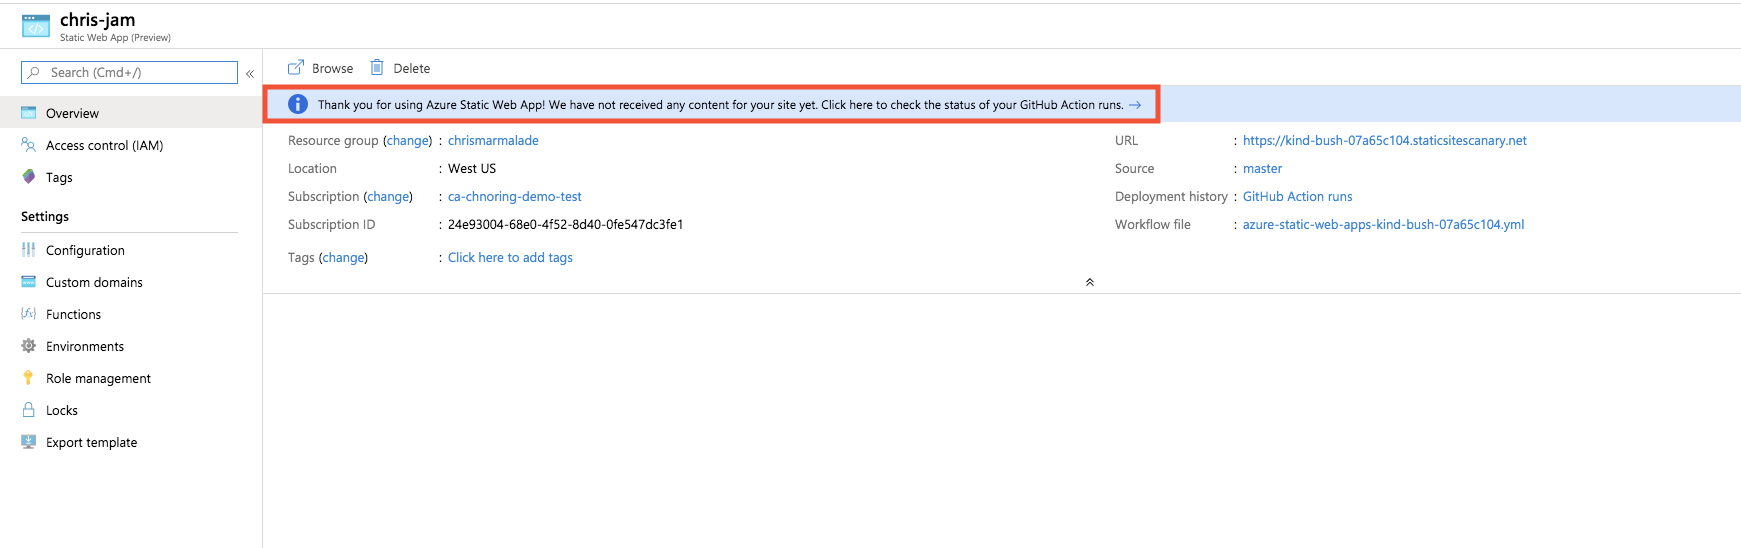 chris-jam
Static Web App (Preview)
Search (Cmd+/)
«
Browse
Delete
Overview
Access control (IAM)
Tags
Settings
Configuration
Custom domains
Functions
Environments
Role management
Locks
Export template
Thank you for using Azure Static Web App! We have not received any content for your site yet. Click here to check the status of your GitHub Action runs. →
Resource group (change) : chrismarmalade
Location : West US
Subscription (change) : ca-chnoring-demo-test
Subscription ID : 24e93004-68e0-4f52-8d40-0fe547dc3fe1
Tags (change) : Click here to add tags
URL : https://kind-bush-07a65c104.staticsitescanary.net
Source : master
Deployment history : GitHub Action runs
Workflow file : azure-static-web-apps-kind-bush-07a65c104.yml